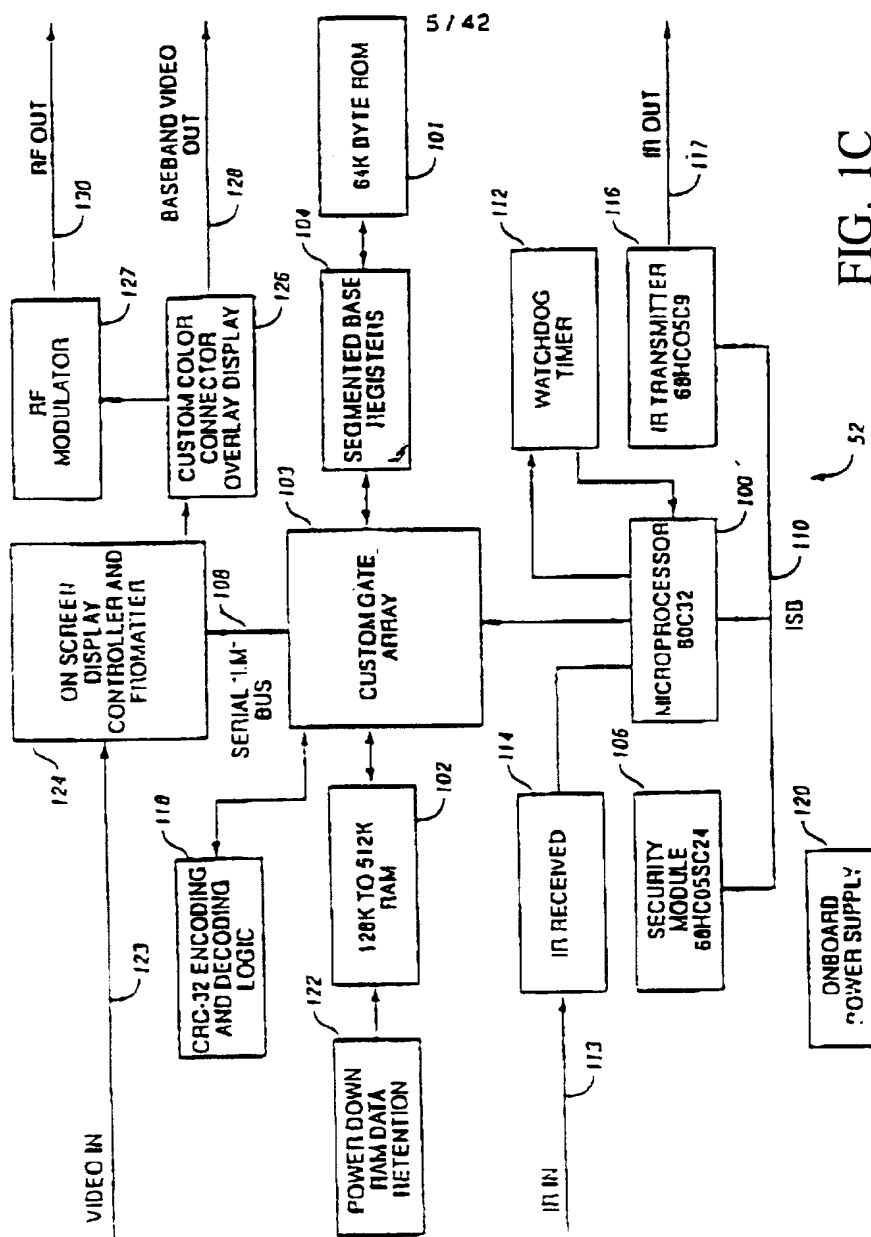 5 / 42
VIDEO IN
123
124
ON SCREEN
DISPLAY
CONTROLLER AND
FROMATTER
RF
MODULATOR
127
RF OUT
130
CUSTOM COLOR
CONNECTOR
OVERLAY DISPLAY
126
BASEBAND VIDEO
OUT
128
118
CRC-32 ENCODING
AND DECODING
LOGIC
SERIAL "I.M"
BUS
108
122
POWER DOWN
RAM DATA
RETENTION
128K TO 512K
RAM
102
103
CUSTOM GATE
ARRAY
104
SEGMENTED BASE
REGISTERS
64K BYTE ROM
101
IR IN
113
114
IR RECEIVED
112
WATCHDOG
TIMER
106
SECURITY
MODULE
68HC05SC24
MICROPROCESSOR
80C32
100'
116
IR TRANSMITTER
68HCO5C9
IR OUT
117
110
ISB
120
ONBOARD
POWER SUPPLY
52
FIG. 1C